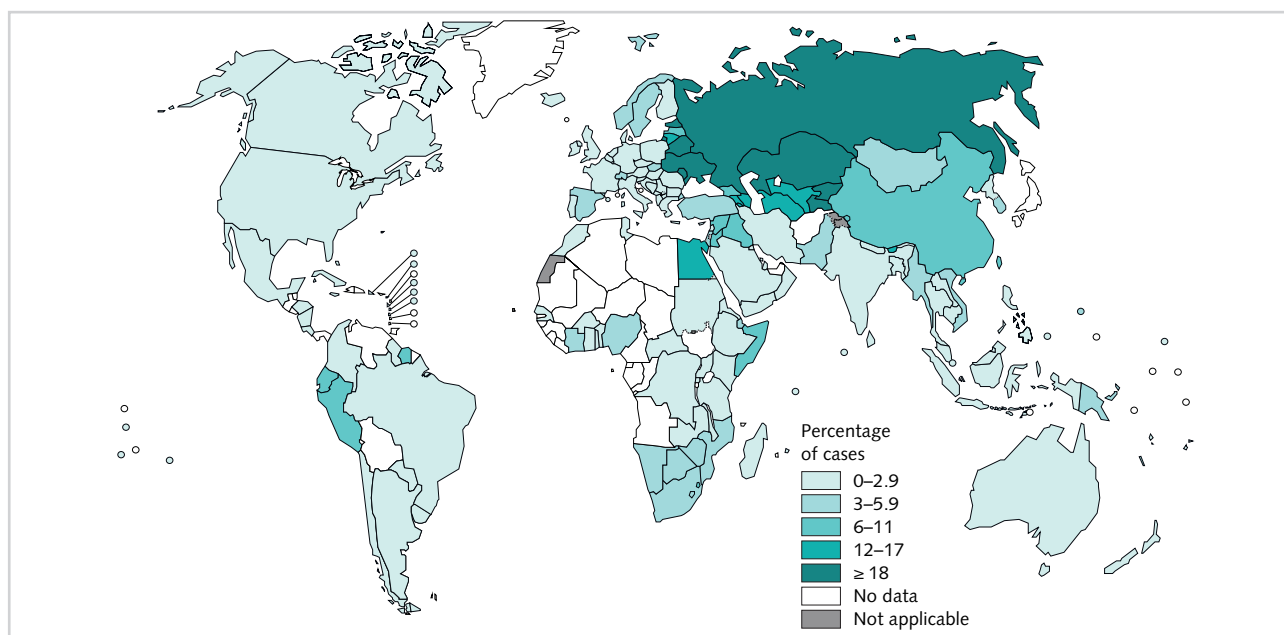 Percentage
of cases
0–2.9
3–5.9
6–11
12–17
≥ 18
No data
Not applicable